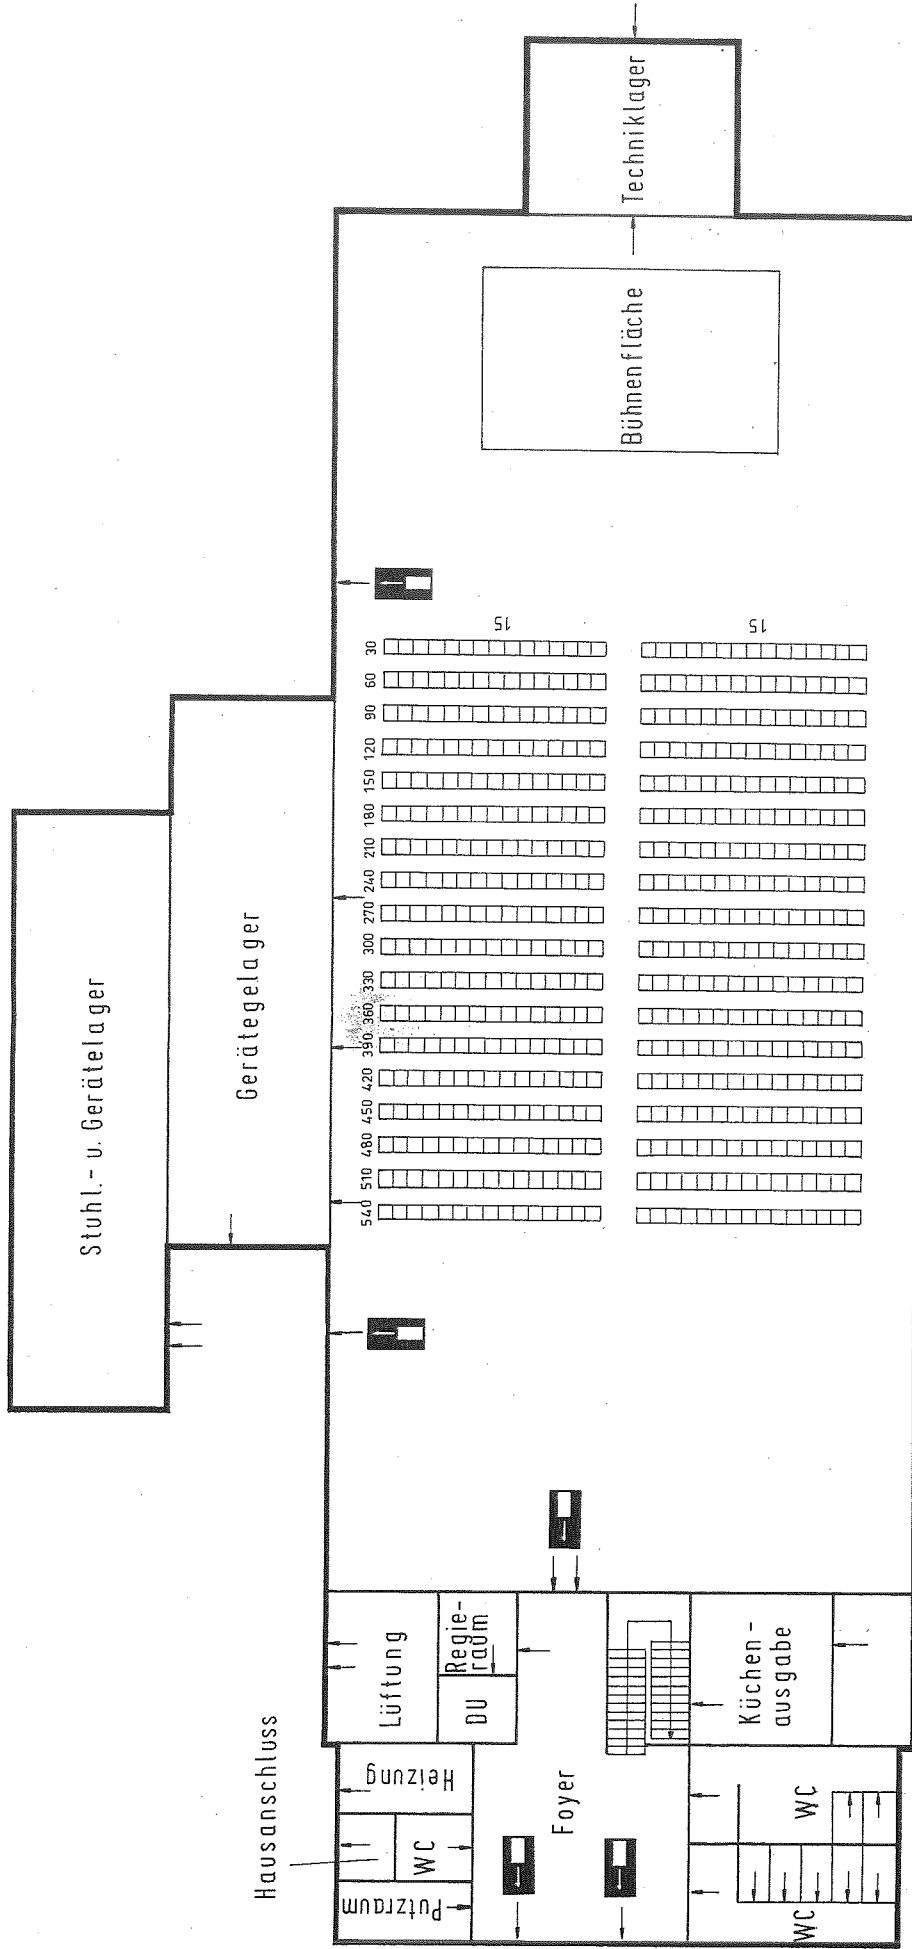 Stuhl.- u. Gerätelager
Gerätegelager
Techniklager
Bühnenfläche
15
15
30
60
90
120
150
180
210
240
270
300
330
360
390
420
450
480
510
540
Hausanschluss
Lüftung
Regie-
raum
DU
Heizung
WC
Putzraum
Foyer
Küchen-
ausgabe
WC
WC